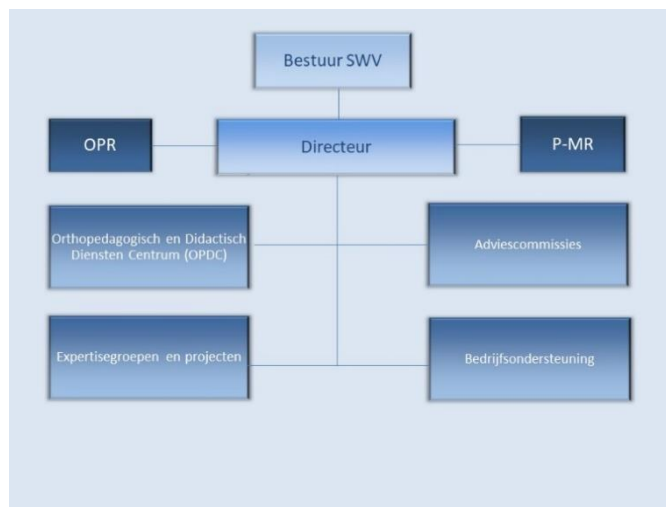 Bestuur SWV
OPR
Directeur
P-MR
Orthopedagogisch en Didactisch
Diensten Centrum (OPDC)
Adviescommissies
Expertisegroepen en projecten
Bedrijfsondersteuning